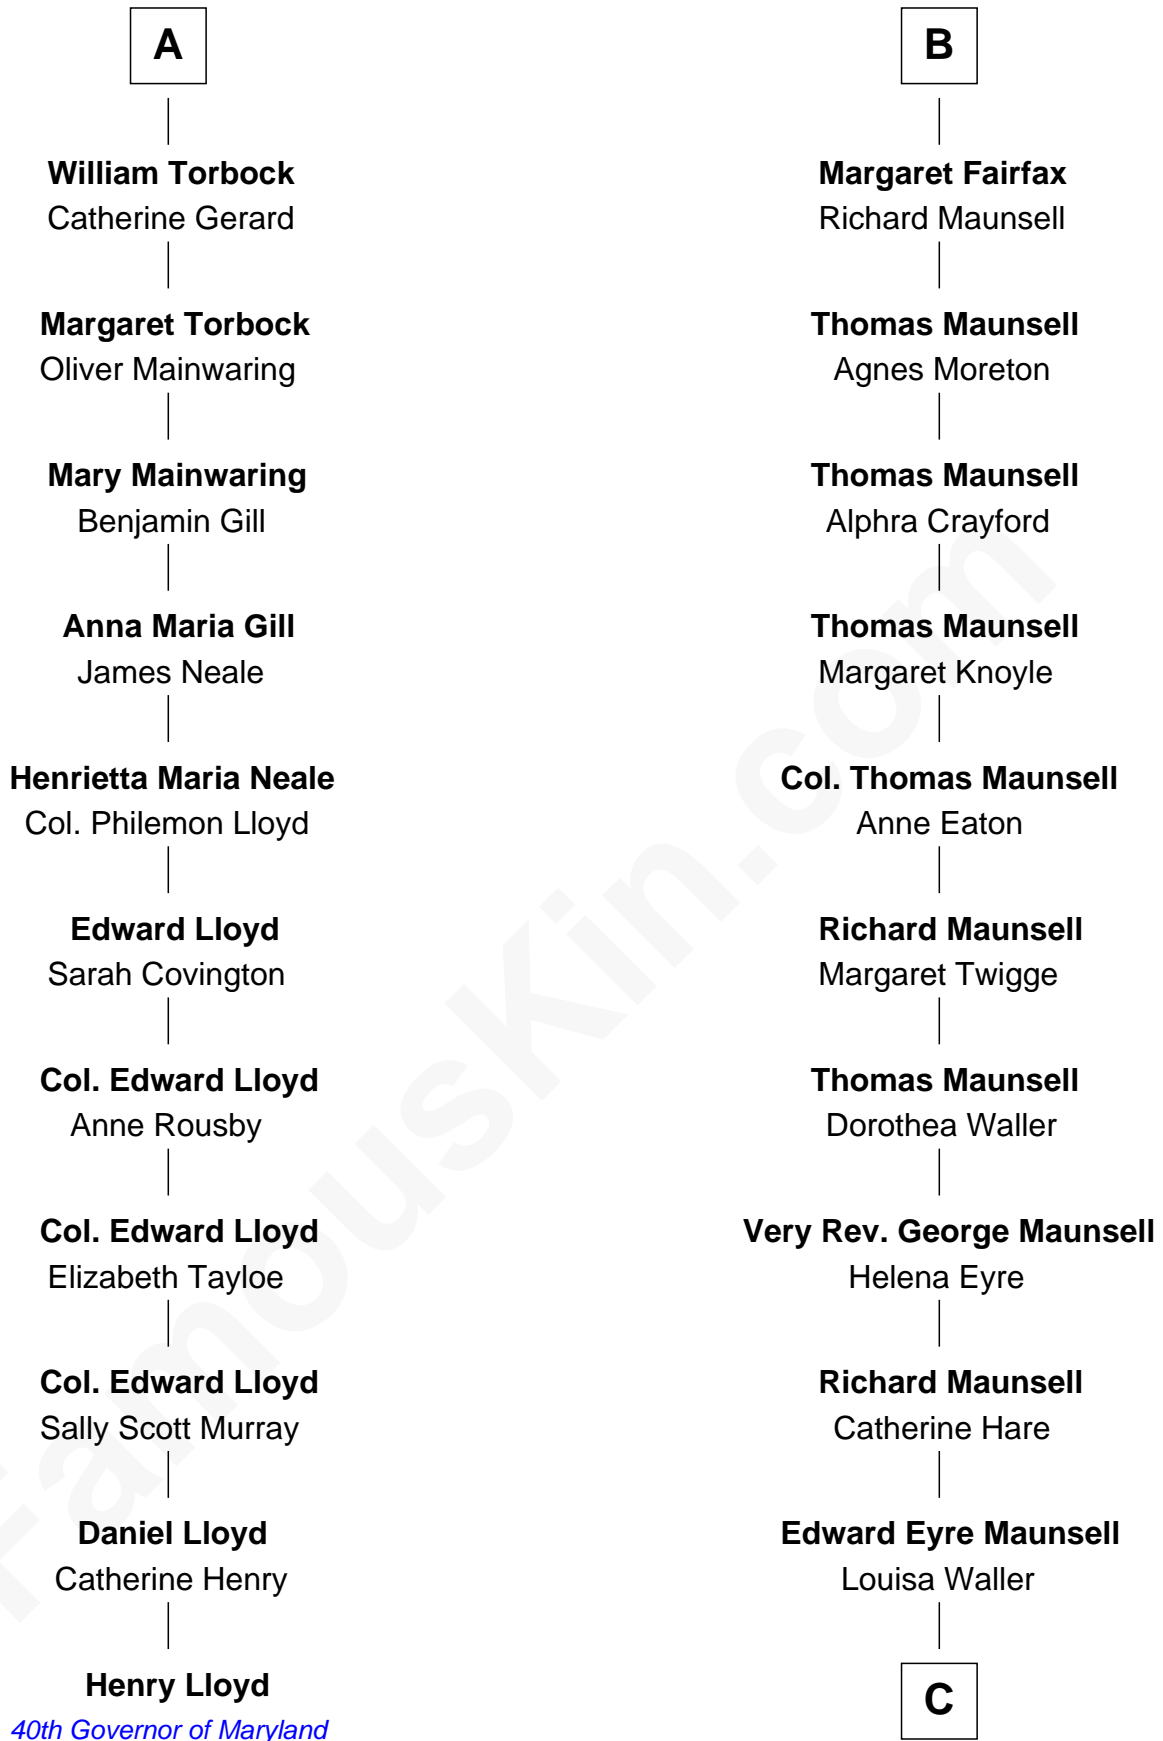 A
William Torbock
Catherine Gerard
Margaret Torbock
Oliver Mainwaring
Mary Mainwaring
Benjamin Gill
Anna Maria Gill
James Neale
Henrietta Maria Neale
Col. Philemon Lloyd
Edward Lloyd
Sarah Covington
Col. Edward Lloyd
Anne Rousby
Col. Edward Lloyd
Elizabeth Tayloe
Col. Edward Lloyd
Sally Scott Murray
Daniel Lloyd
Catherine Henry
Henry Lloyd
40th Governor of Maryland
B
Margaret Fairfax
Richard Maunsell
Thomas Maunsell
Agnes Moreton
Thomas Maunsell
Alphra Crayford
Thomas Maunsell
Margaret Knoyle
Col. Thomas Maunsell
Anne Eaton
Richard Maunsell
Margaret Twigge
Thomas Maunsell
Dorothea Waller
Very Rev. George Maunsell
Helena Eyre
Richard Maunsell
Catherine Hare
Edward Eyre Maunsell
Louisa Waller
C
FamousKin.com